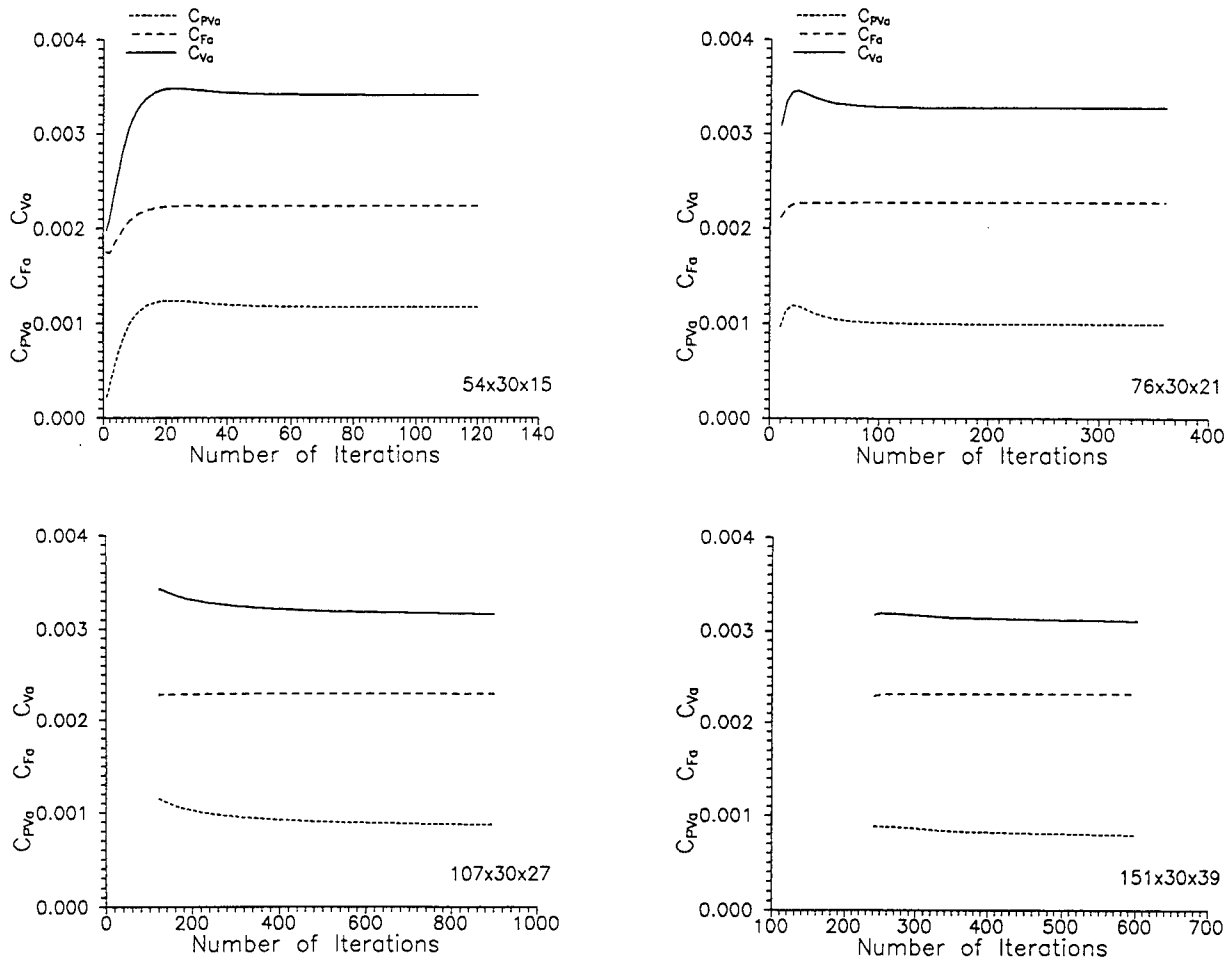 C_PVa
C_Fa
C_Va
0.004
0.003
0.002
0.001
0.000
C_PVa C_Fa C_Va
54x30x15
0 20 40 60 80 100 120 140
Number of Iterations
C_PVa
C_Fa
C_Va
0.004
0.003
0.002
0.001
0.000
C_PVa C_Fa C_Va
76x30x21
0 100 200 300 400
Number of Iterations
0.004
0.003
0.002
0.001
0.000
C_PVa C_Fa C_Va
107x30x27
0 200 400 600 800 1000
Number of Iterations
0.004
0.003
0.002
0.001
0.000
C_PVa C_Fa C_Va
151x30x39
100 200 300 400 500 600 700
Number of Iterations